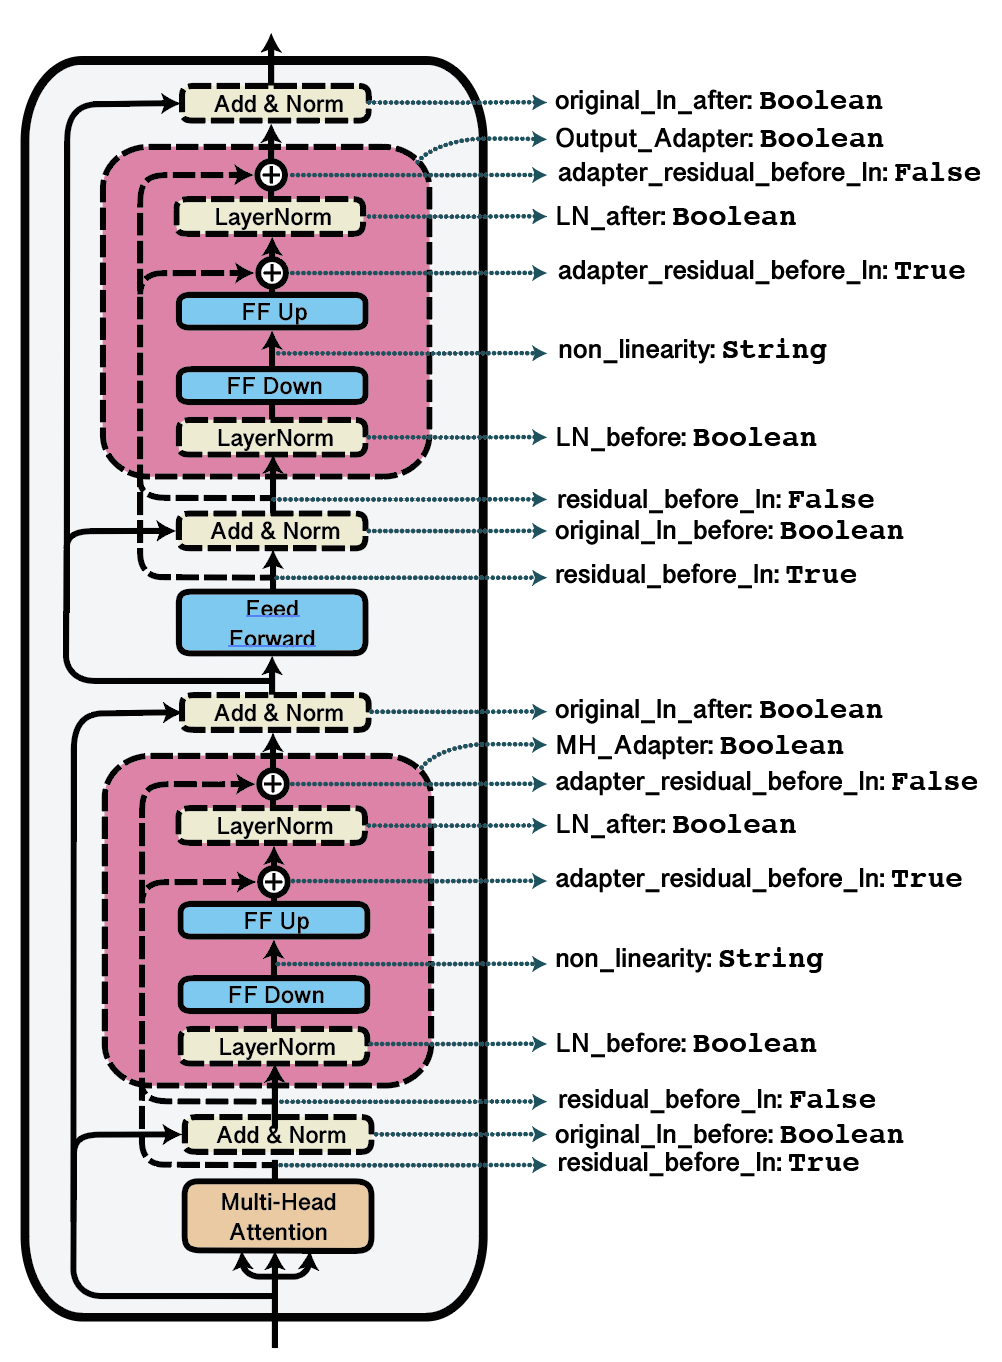 Add & Norm
original_ln_after: Boolean
Output_Adapter: Boolean
adapter_residual_before_ln: False
LayerNorm
LN_after: Boolean
adapter_residual_before_ln: True
FF Up
non_linearity: String
FF Down
LayerNorm
LN_before: Boolean
residual_before_ln: False
Add & Norm
original_ln_before: Boolean
residual_before_ln: True
Feed
Forward
Add & Norm
original_ln_after: Boolean
MH_Adapter: Boolean
adapter_residual_before_ln: False
LayerNorm
LN_after: Boolean
adapter_residual_before_ln: True
FF Up
non_linearity: String
FF Down
LayerNorm
LN_before: Boolean
residual_before_ln: False
Add & Norm
original_ln_before: Boolean
residual_before_ln: True
Multi-Head
Attention